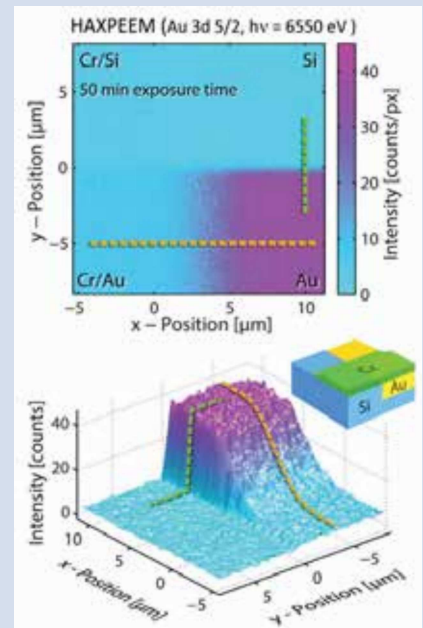 HAXPEEM (Au 3d 5/2, hν = 6550 eV)
Cr/Si Si
50 min exposure time
Cr/Au Au
y – Position [µm]
5
0
−5
−5 0 5 10
x – Position [µm]
40
30
20
10
0
Intensity [counts/px]
Cr
Au
Si
Intensity [counts]
40
20
0
10
5
0
−5
x - Position [µm]
5
0
−5
y – Position [µm]